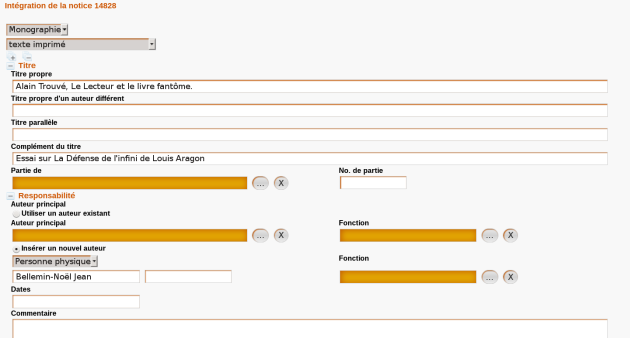 Intégration de la notice 14828
Monographie
texte imprimé
Titre
Titre propre
Alain Trouvé, Le Lecteur et le livre fantôme.
Titre propre d'un auteur différent
Titre parallèle
Complément du titre
Essai sur La Défense de l'infini de Louis Aragon
Partie de No. de partie
... X
Responsabilité
Auteur principal
Utiliser un auteur existant
Auteur principal Fonction
... X ... X
Insérer un nouvel auteur
Personne physique Fonction
Bellemin-Noël Jean ... X
Dates
Commentaire